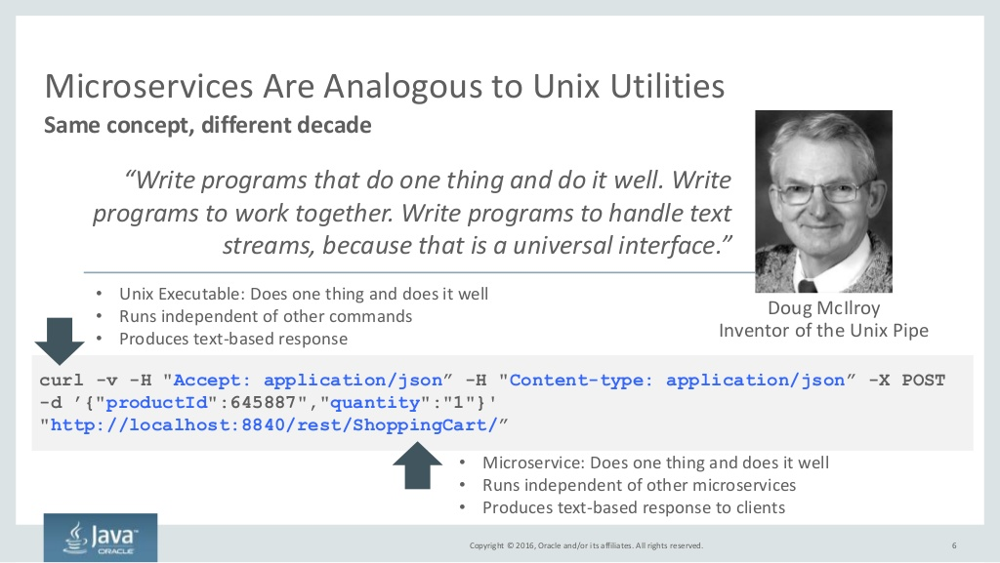 Microservices Are Analogous to Unix Utilities
Same concept, different decade
“Write programs that do one thing and do it well. Write
programs to work together. Write programs to handle text
streams, because that is a universal interface.”
Doug McIlroy
Inventor of the Unix Pipe
• Unix Executable: Does one thing and does it well
• Runs independent of other commands
• Produces text-based response
curl -v -H "Accept: application/json” -H "Content-type: application/json” -X POST
-d ’{"productId":645887","quantity":"1"}'
"http://localhost:8840/rest/ShoppingCart/”
• Microservice: Does one thing and does it well
• Runs independent of other microservices
• Produces text-based response to clients
Java™
ORACLE
Copyright © 2016, Oracle and/or its affiliates. All rights reserved.
6